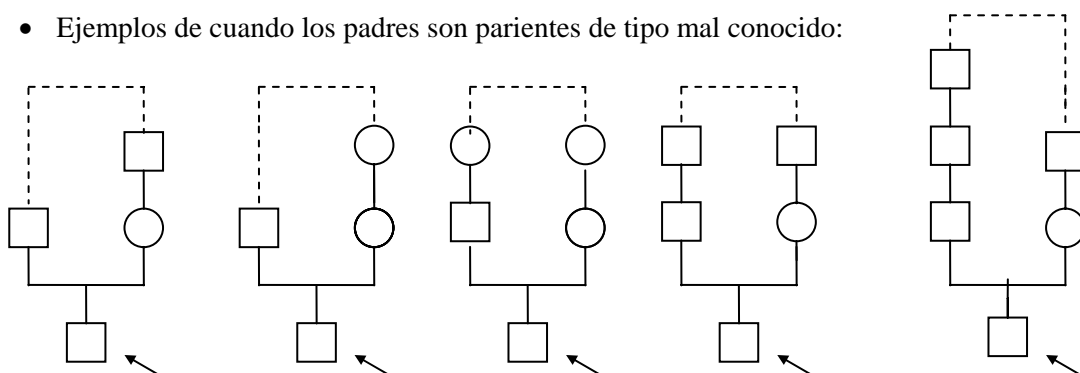 • Ejemplos de cuando los padres son parientes de tipo mal conocido: